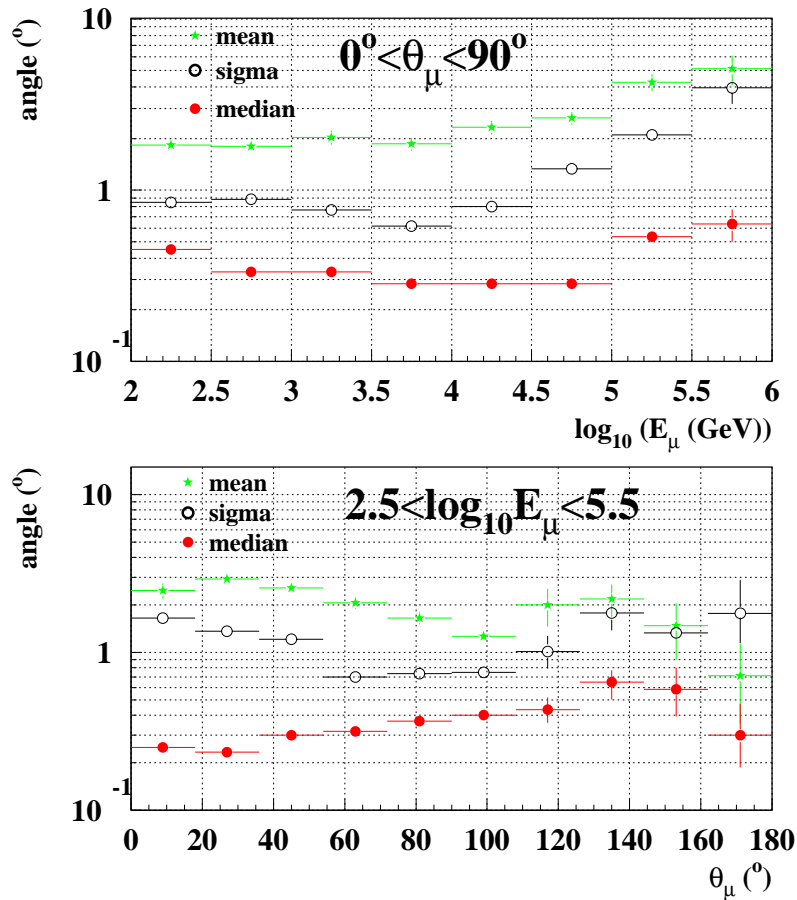 angle (°)
10
1
10 -1
mean
sigma
median
0°<θμ<90°
2 2.5 3 3.5 4 4.5 5 5.5 6
log10 (Eμ (GeV))
angle (°)
10
1
10 -1
mean
sigma
median
2.5<log10Eμ<5.5
0 20 40 60 80 100 120 140 160 180
θμ (°)